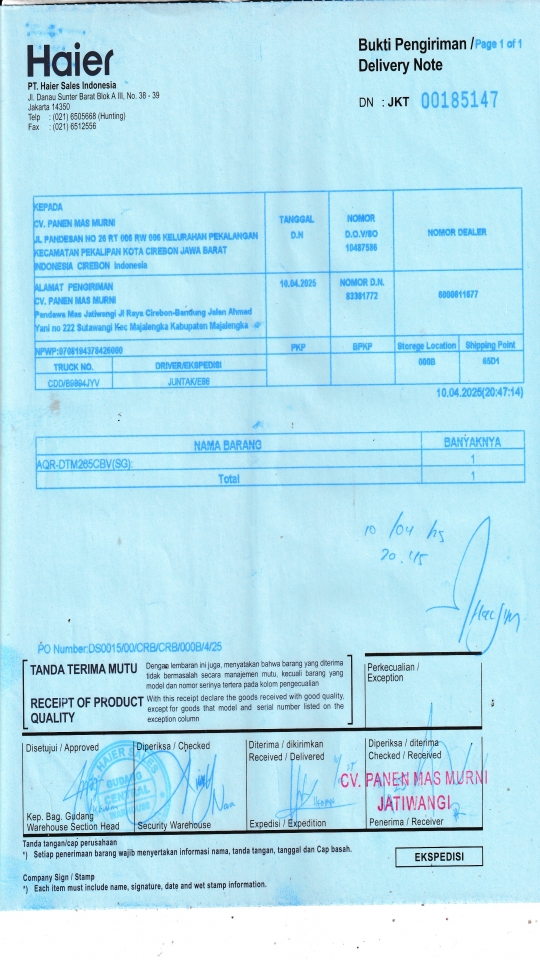 Haier
PT. Haier Sales Indonesia
Jl. Danau Sunter Barat Blok A III, No. 38 - 39
Jakarta 14350
Telp : (021) 6505668 (Hunting)
Fax : (021) 6512556
Bukti Pengiriman / Page 1 of 1
Delivery Note
DN : JKT 00185147
KEPADA
CV. PANEN MAS MURNI
JL PANDESAN NO 26 RT 006 RW 006 KELURAHAN PEKALANGAN
KECAMATAN PEKALIPAN KOTA CIREBON JAWA BARAT
INDONESIA CIREBON Indonesia
TANGGAL
D.N
NOMOR
D.O.V/SO
10487586
NOMOR DEALER
ALAMAT PENGIRIMAN
CV. PANEN MAS MURNI
Pandawa Mas Jatiwangi Jl Raya Cirebon-Bandung Jalan Ahmad
Yani no 222 Sutawangi Kec Majalengka Kabupaten Majalengka
10.04.2025
NOMOR D.N.
83381772
6000611677
NPWP:0708194378426000
PKP
BPKP
Storage Location
Shipping Point
TRUCK NO.
DRIVER/EKSPEDISI
000B
65D1
CDD/B9894JYV
JUNTAK/E86
10.04.2025(20:47:14)
NAMA BARANG
BANYAKNYA
AQR-DTM265CBV(SG):
1
Total
1
10/04/25
20.45
PO Number:DS0015/00/CRB/CRB/000B/4/25
TANDA TERIMA MUTU
Dengan lembaran ini juga, menyatakan bahwa barang yang diterima
tidak bermasalah secara manajemen mutu, kecuali barang yang
model dan nomor serinya tertera pada kolom pengecualian
RECEIPT OF PRODUCT
QUALITY
With this receipt declare the goods received with good quality,
except for goods that model and serial number listed on the
exception column
Perkecualian /
Exception
Disetujui / Approved
Diperiksa / Checked
Diterima / dikirimkan
Received / Delivered
Diperiksa / diterima
Checked / Received
HAIER SALES
GUDANG
CENTRAL
WAREHOUSE
CV. PANEN MAS MURNI
JATIWANGI
Kep. Bag. Gudang
Warehouse Section Head
Security Warehouse
Expedisi / Expedition
Penerima / Receiver
Tanda tangan/cap perusahaan
*) Setiap penerimaan barang wajib menyertakan informasi nama, tanda tangan, tanggal dan Cap basah.
EKSPEDISI
Company Sign / Stamp
*) Each item must include name, signature, date and wet stamp information.